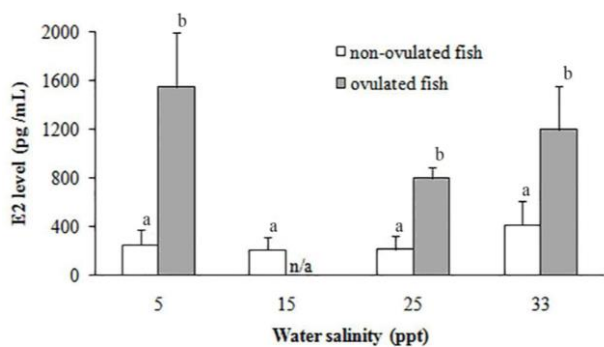 E2 level (pg /mL)
2000
1600
1200
800
400
0
non-ovulated fish
ovulated fish
a
b
a
n/a
a
b
a
b
5
15
25
33
Water salinity (ppt)